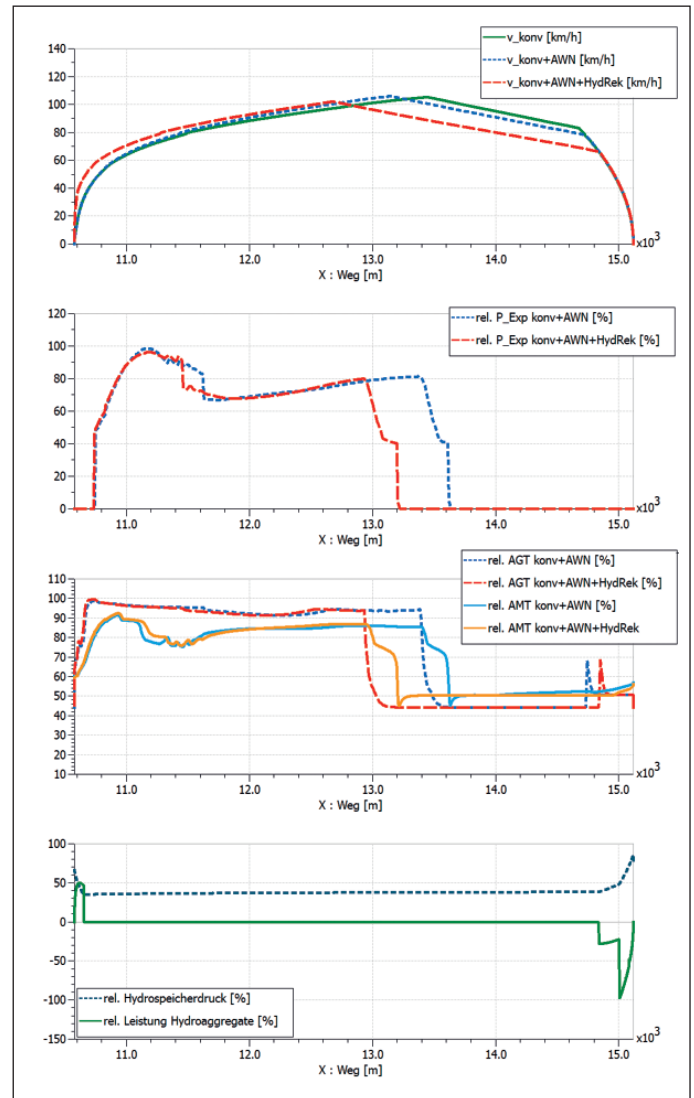 v_konv [km/h]
v_konv+AWN [km/h]
v_konv+AWN+HydRek [km/h]
140
120
100
80
60
40
20
0
11.0 12.0 13.0 14.0 15.0
x10³
X : Weg [m]
rel. P_Exp konv+AWN [%]
rel. P_Exp konv+AWN+HydRek [%]
120
100
80
60
40
20
0
11.0 12.0 13.0 14.0 15.0
x10³
X : Weg [m]
rel. AGT konv+AWN [%]
rel. AGT konv+AWN+HydRek [%]
rel. AMT konv+AWN [%]
rel. AMT konv+AWN+HydRek
110
100
90
80
70
60
50
40
30
20
10
11.0 12.0 13.0 14.0 15.0
x10³
X : Weg [m]
100
50
0
-50
-100
-150
rel. Hydrospeicherdruck [%]
rel. Leistung Hydroaggregate [%]
11.0 12.0 13.0 14.0 15.0
x10³
X : Weg [m]